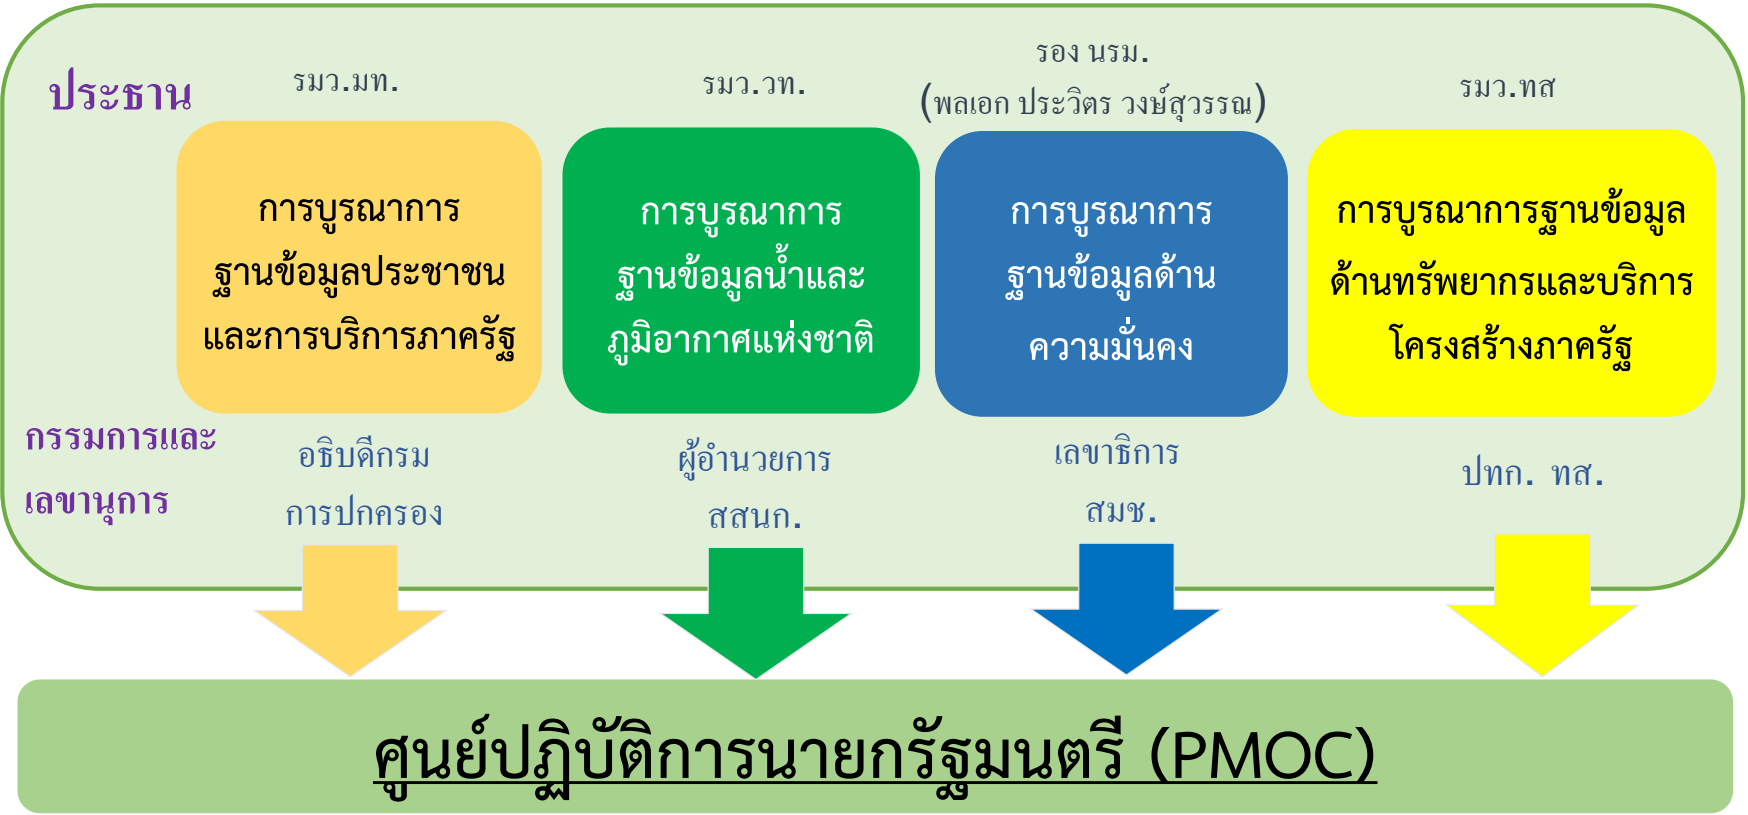 ประธาน
รมว.มท.
รมว.วท.
รอง นรม.
(พลเอก ประวิตร วงษ์สุวรรณ)
รมว.ทส
การบูรณาการ
ฐานข้อมูลประชาชน
และการบริการภาครัฐ
การบูรณาการ
ฐานข้อมูลน้ำและ
ภูมิอากาศแห่งชาติ
การบูรณาการ
ฐานข้อมูลด้าน
ความมั่นคง
การบูรณาการฐานข้อมูล
ด้านทรัพยากรและบริการ
โครงสร้างภาครัฐ
กรรมการและ
เลขานุการ
อธิบดีกรม
การปกครอง
ผู้อำนวยการ
สสนก.
เลขาธิการ
สมช.
ปทก. ทส.
ศูนย์ปฏิบัติการนายกรัฐมนตรี (PMOC)